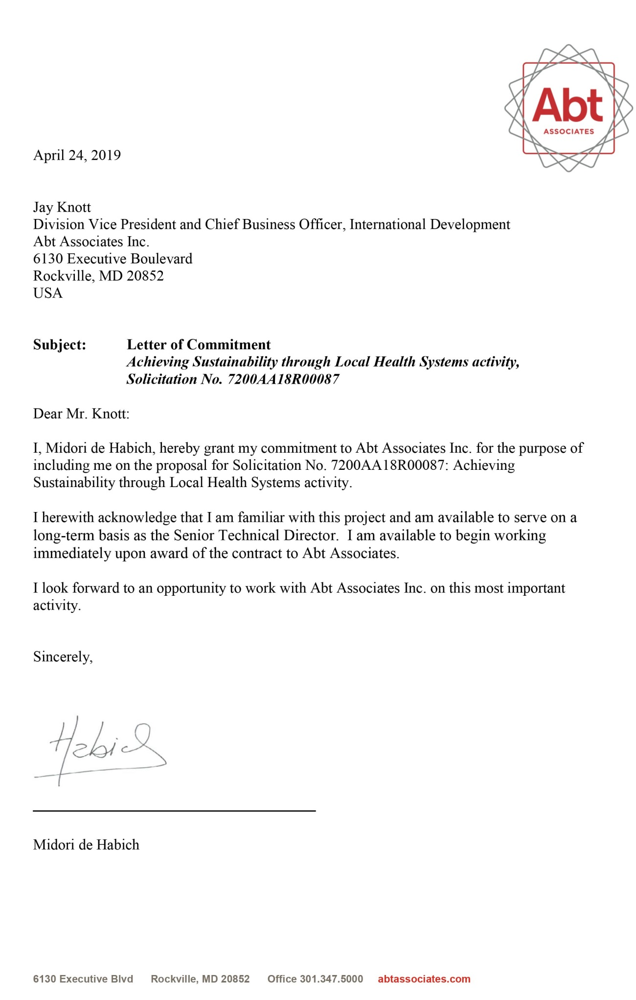 Abt
ASSOCIATES
April 24, 2019
Jay Knott
Division Vice President and Chief Business Officer, International Development
Abt Associates Inc.
6130 Executive Boulevard
Rockville, MD 20852
USA
Subject: Letter of Commitment
Achieving Sustainability through Local Health Systems activity,
Solicitation No. 7200AA18R00087
Dear Mr. Knott:
I, Midori de Habich, hereby grant my commitment to Abt Associates Inc. for the purpose of
including me on the proposal for Solicitation No. 7200AA18R00087: Achieving
Sustainability through Local Health Systems activity.
I herewith acknowledge that I am familiar with this project and am available to serve on a
long-term basis as the Senior Technical Director. I am available to begin working
immediately upon award of the contract to Abt Associates.
I look forward to an opportunity to work with Abt Associates Inc. on this most important
activity.
Sincerely,
Habich
Midori de Habich
6130 Executive Blvd Rockville, MD 20852 Office 301.347.5000 abtassociates.com